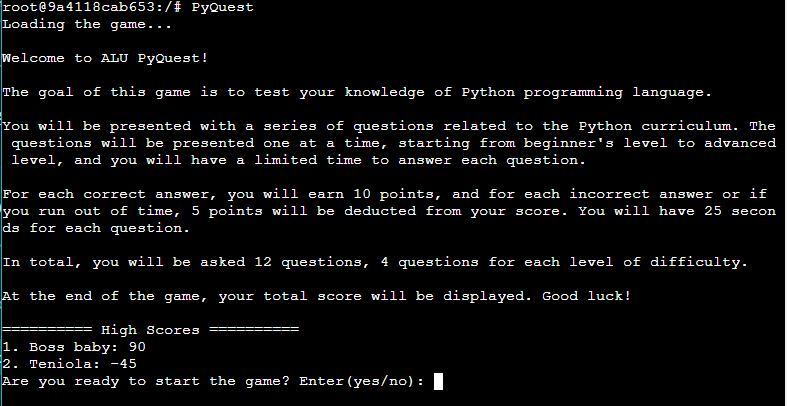 root@9a4118cab653:/# PyQuest
Loading the game...
Welcome to ALU PyQuest!
The goal of this game is to test your knowledge of Python programming language.
You will be presented with a series of questions related to the Python curriculum. The
questions will be presented one at a time, starting from beginner's level to advanced
level, and you will have a limited time to answer each question.
For each correct answer, you will earn 10 points, and for each incorrect answer or if
you run out of time, 5 points will be deducted from your score. You will have 25 secon
ds for each question.
In total, you will be asked 12 questions, 4 questions for each level of difficulty.
At the end of the game, your total score will be displayed. Good luck!
========== High Scores ==========
1. Boss baby: 90
2. Teniola: -45
Are you ready to start the game? Enter(yes/no):